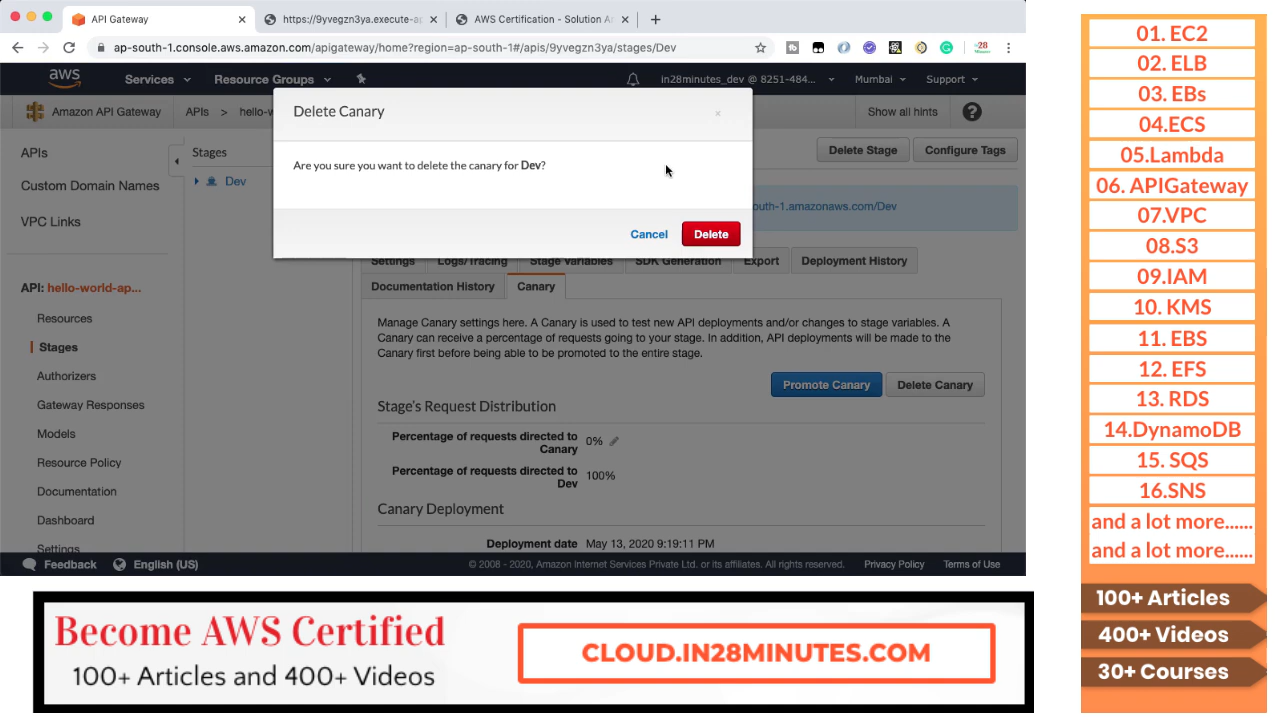 API Gateway
https://9yvegzn3ya.execute-ap
AWS Certification - Solution A
ap-south-1.console.aws.amazon.com/apigateway/home?region=ap-south-1#/apis/9yvegzn3ya/stages/Dev
28
Minutes
aws
Services
Resource Groups
in28minutes_dev @ 8251-484...
Mumbai
Support
Amazon API Gateway
APIs
>
hello-w
Show all hints
?
Delete Canary
×
Are you sure you want to delete the canary for Dev?
Cancel
Delete
APIs
Custom Domain Names
VPC Links
API: hello-world-ap...
Resources
Stages
Authorizers
Gateway Responses
Models
Resource Policy
Documentation
Dashboard
Settings
Stages
Dev
Delete Stage
Configure Tags
outh-1.amazonaws.com/Dev
Settings
Logs/Tracing
Stage Variables
SDK Generation
Export
Deployment History
Documentation History
Canary
Manage Canary settings here. A Canary is used to test new API deployments and/or changes to stage variables. A
Canary can receive a percentage of requests going to your stage. In addition, API deployments will be made to the
Canary first before being able to be promoted to the entire stage.
Promote Canary
Delete Canary
Stage's Request Distribution
Percentage of requests directed to
Canary
0%
Percentage of requests directed to
Dev
100%
Canary Deployment
Deployment date
May 13, 2020 9:19:11 PM
Feedback
English (US)
© 2008 - 2020, Amazon Internet Services Private Ltd. or its affiliates. All rights reserved.
Privacy Policy
Terms of Use
01. EC2
02. ELB
03. EBs
04.ECS
05.Lambda
06. APIGateway
07.VPC
08.S3
09.IAM
10. KMS
11. EBS
12. EFS
13. RDS
14.DynamoDB
15. SQS
16.SNS
and a lot more......
and a lot more......
100+ Articles
400+ Videos
30+ Courses
Become AWS Certified
100+ Articles and 400+ Videos
CLOUD.IN28MINUTES.COM